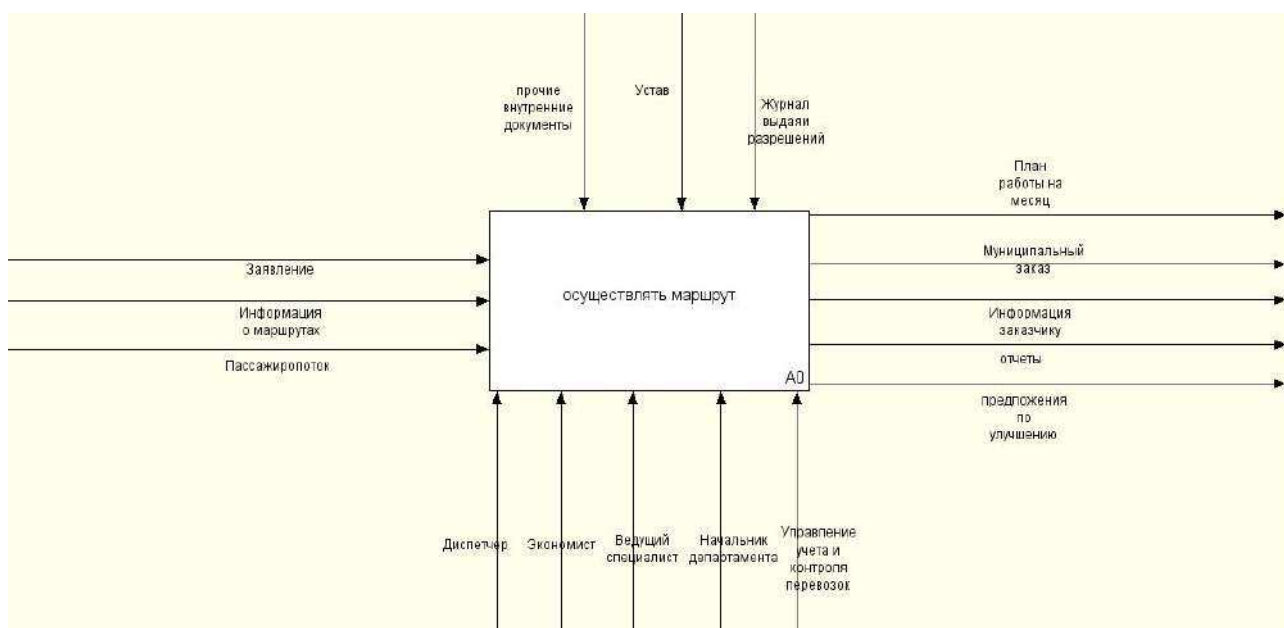 прочие
внутренние
документы
Устав
Журнал
выдаяи
разрешений
План
работы на
месяц
Заявление
Информация
о маршрутах
Пассажиропоток
осуществлять маршрут
A0
Муниципальный
заказ
Информация
заказчику
отчеты
предложения
по
улучшению
Диспетчер
Экономист
Ведущий
специалист
Начальник
департамента
Управление
учета и
контроля
перевозок